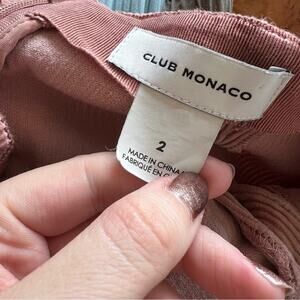 CLUB MONACO
2
MADE IN CHINA
FABRIQUÉ EN